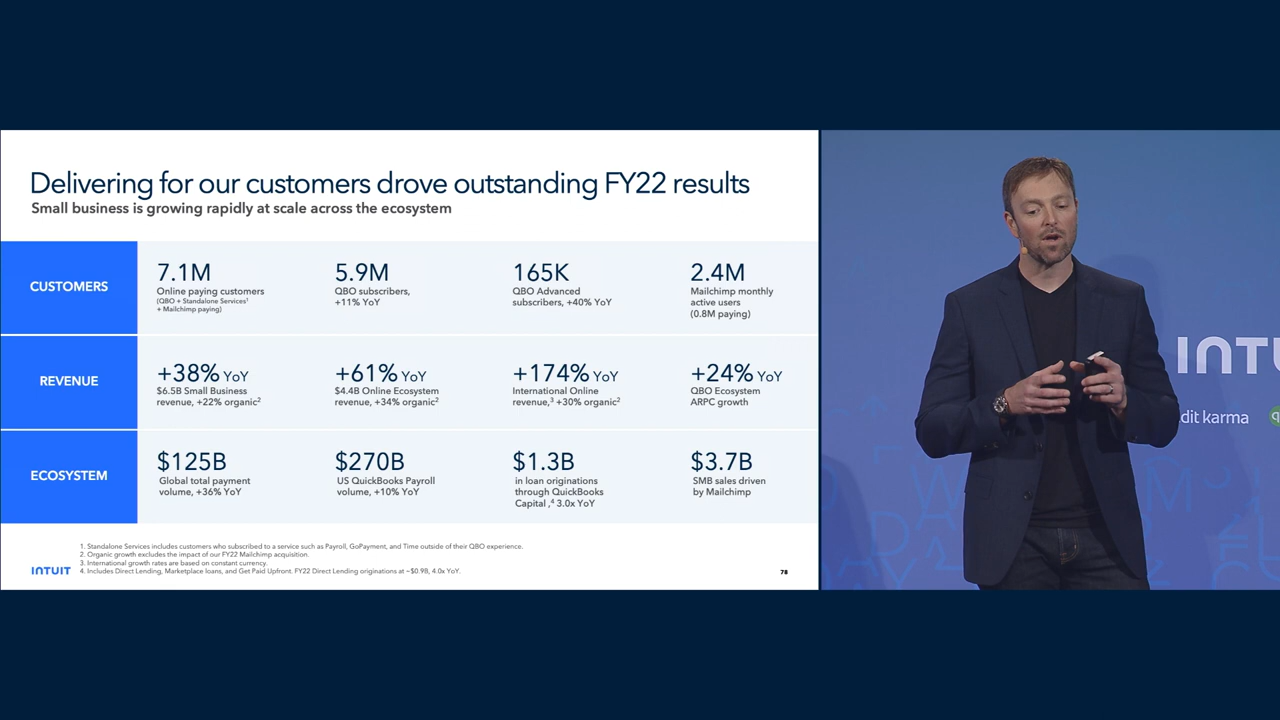 Delivering for our customers drove outstanding FY22 results
Small business is growing rapidly at scale across the ecosystem
CUSTOMERS
7.1M
Online paying customers
(QBO + Standalone Services¹
+ Mailchimp paying)
5.9M
QBO subscribers,
+11% YoY
165K
QBO Advanced
subscribers, +40% YoY
2.4M
Mailchimp monthly
active users
(0.8M paying)
REVENUE
+38% YoY
$6.5B Small Business
revenue, +22% organic²
+61% YoY
$4.4B Online Ecosystem
revenue, +34% organic²
+174% YoY
International Online
revenue,³ +30% organic²
+24% YoY
QBO Ecosystem
ARPC growth
ECOSYSTEM
$125B
Global total payment
volume, +36% YoY
$270B
US QuickBooks Payroll
volume, +10% YoY
$1.3B
in loan originations
through QuickBooks
Capital ,⁴ 3.0x YoY
$3.7B
SMB sales driven
by Mailchimp
1. Standalone Services includes customers who subscribed to a service such as Payroll, GoPayment, and Time outside of their QBO experience.
2. Organic growth excludes the impact of our FY22 Mailchimp acquisition.
3. International growth rates are based on constant currency.
4. Includes Direct Lending, Marketplace loans, and Get Paid Upfront. FY22 Direct Lending originations at ~$0.9B, 4.0x YoY.
INTUIT
78
INTU
dit karma